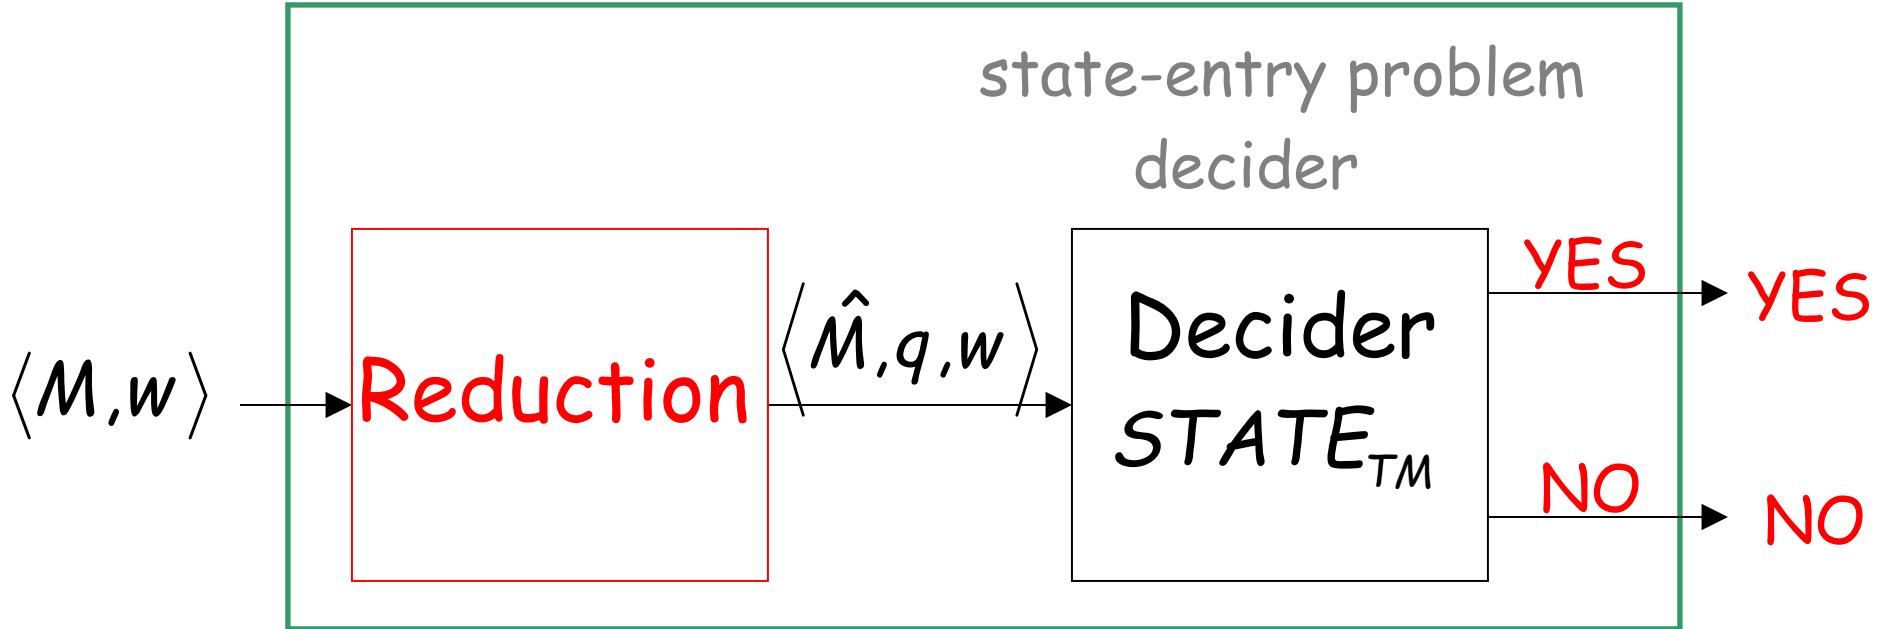 state-entry problem
decider
⟨M,w⟩
Reduction
⟨M̂,q,w⟩
Decider
STATE_TM
YES
YES
NO
NO